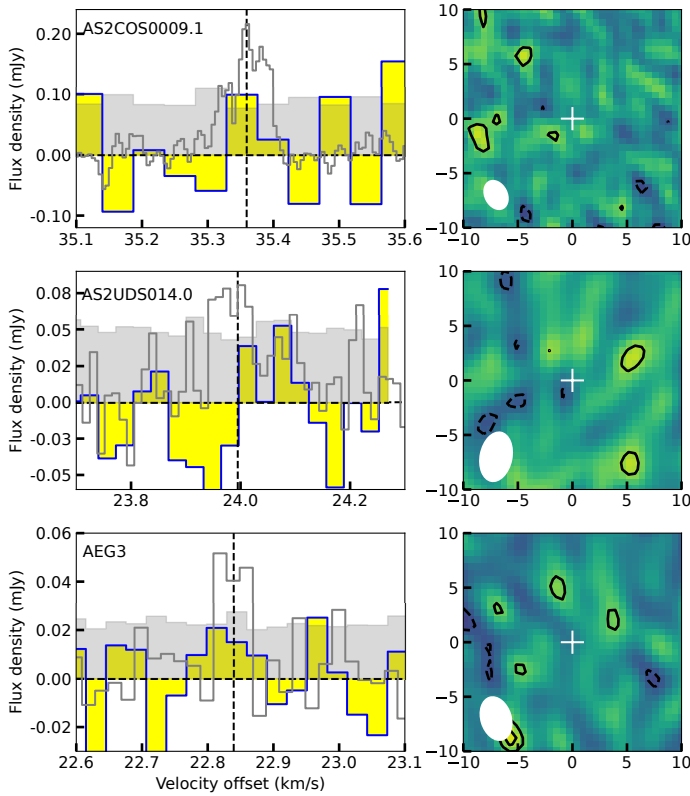 AS2COS0009.1
Flux density (mJy)
0.20
0.10
0.00
−0.10
35.1 35.2 35.3 35.4 35.5 35.6
10
5
0
−5
−10
−10 −5 0 5 10
AS2UDS014.0
Flux density (mJy)
0.08
0.05
0.02
0.00
−0.03
−0.05
23.8 24.0 24.2
10
5
0
−5
−10
−10 −5 0 5 10
AEG3
Flux density (mJy)
0.06
0.04
0.02
0.00
−0.02
22.6 22.7 22.8 22.9 23.0 23.1
Velocity offset (km/s)
10
5
0
−5
−10
−10 −5 0 5 10